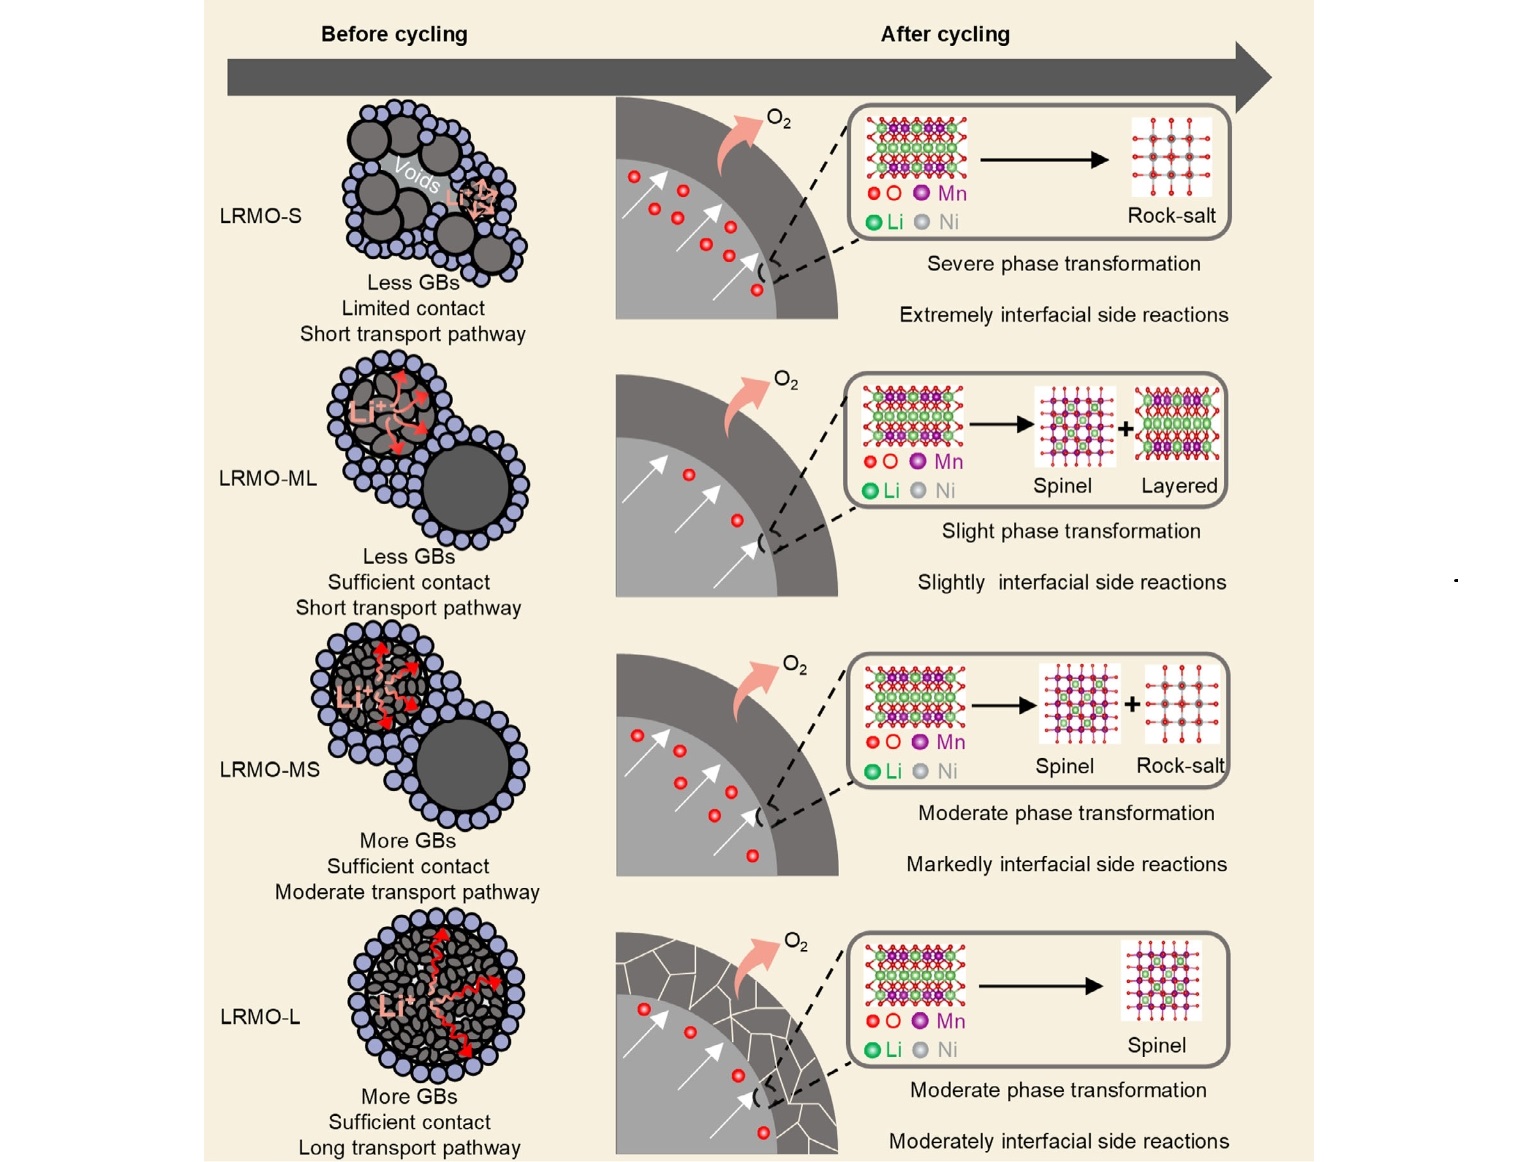 Before cycling
After cycling
LRMO-S
Voids
Li⁺
Less GBs
Limited contact
Short transport pathway
O₂
O Mn
Li Ni
Rock-salt
Severe phase transformation
Extremely interfacial side reactions
LRMO-ML
Li⁺
Less GBs
Sufficient contact
Short transport pathway
O₂
+
O Mn
Li Ni
Spinel
Layered
Slight phase transformation
Slightly interfacial side reactions
LRMO-MS
Li⁺
More GBs
Sufficient contact
Moderate transport pathway
O₂
+
O Mn
Li Ni
Spinel
Rock-salt
Moderate phase transformation
Markedly interfacial side reactions
LRMO-L
Li⁺
More GBs
Sufficient contact
Long transport pathway
O₂
O Mn
Li Ni
Spinel
Moderate phase transformation
Moderately interfacial side reactions